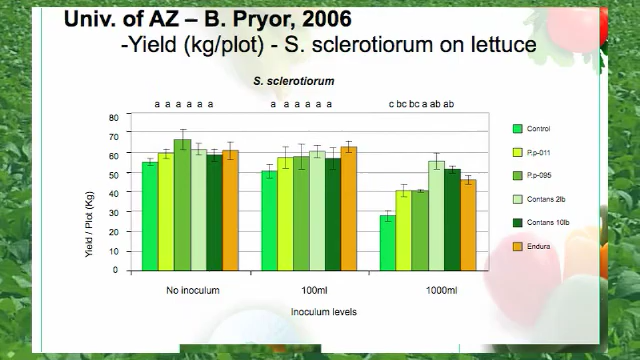 Univ. of AZ – B. Pryor, 2006
-Yield (kg/plot) - S. sclerotiorum on lettuce
S. sclerotiorum
a a a a a a
a a a a a a
c bc bc a ab ab
80
70
60
50
40
30
20
10
0
Yield / Plot (Kg)
No inoculum
100ml
1000ml
Inoculum levels
Control
P.p-011
P.p-095
Contans 2lb
Contans 10lb
Endura